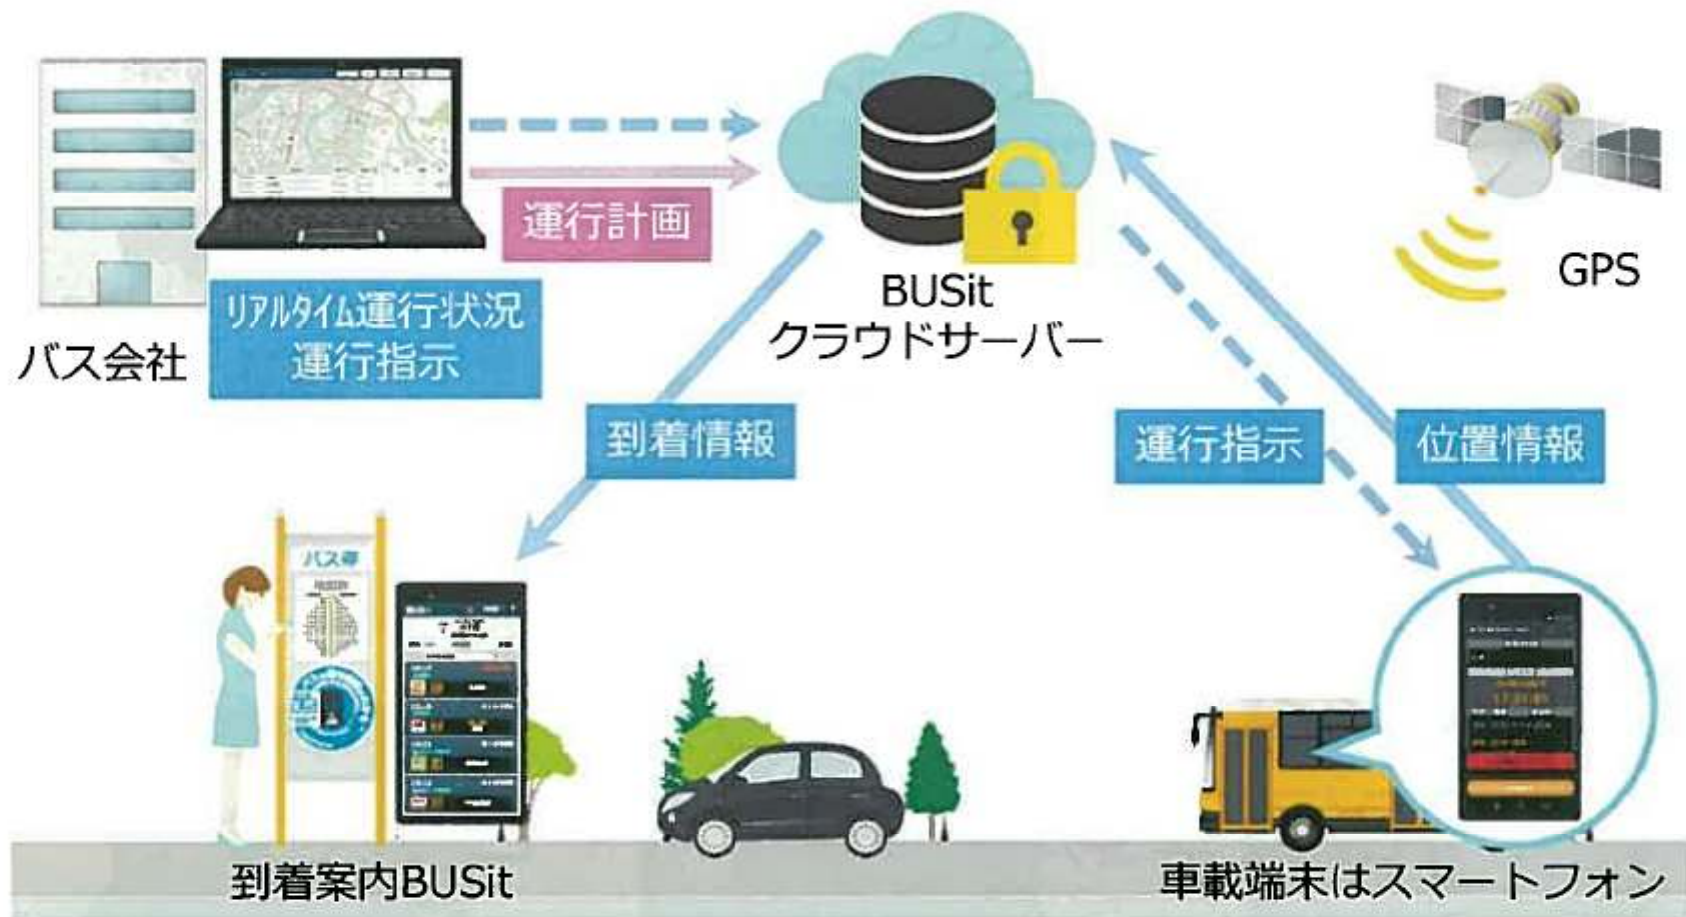 運行計画
リアルタイム運行状況
運行指示
バス会社
BUSit
クラウドサーバー
GPS
到着情報
運行指示
位置情報
バス停
到着案内BUSit
車載端末はスマートフォン